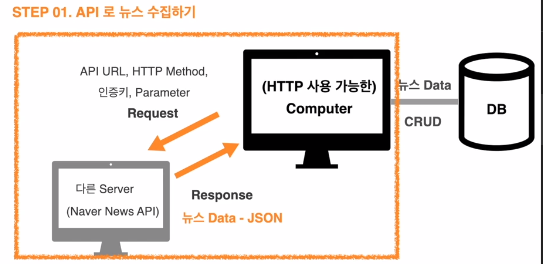 STEP 01. API 로 뉴스 수집하기
API URL, HTTP Method,
인증키, Parameter
Request
(HTTP 사용 가능한)
Computer
뉴스 Data
CRUD
DB
다른 Server
(Naver News API)
Response
뉴스 Data - JSON